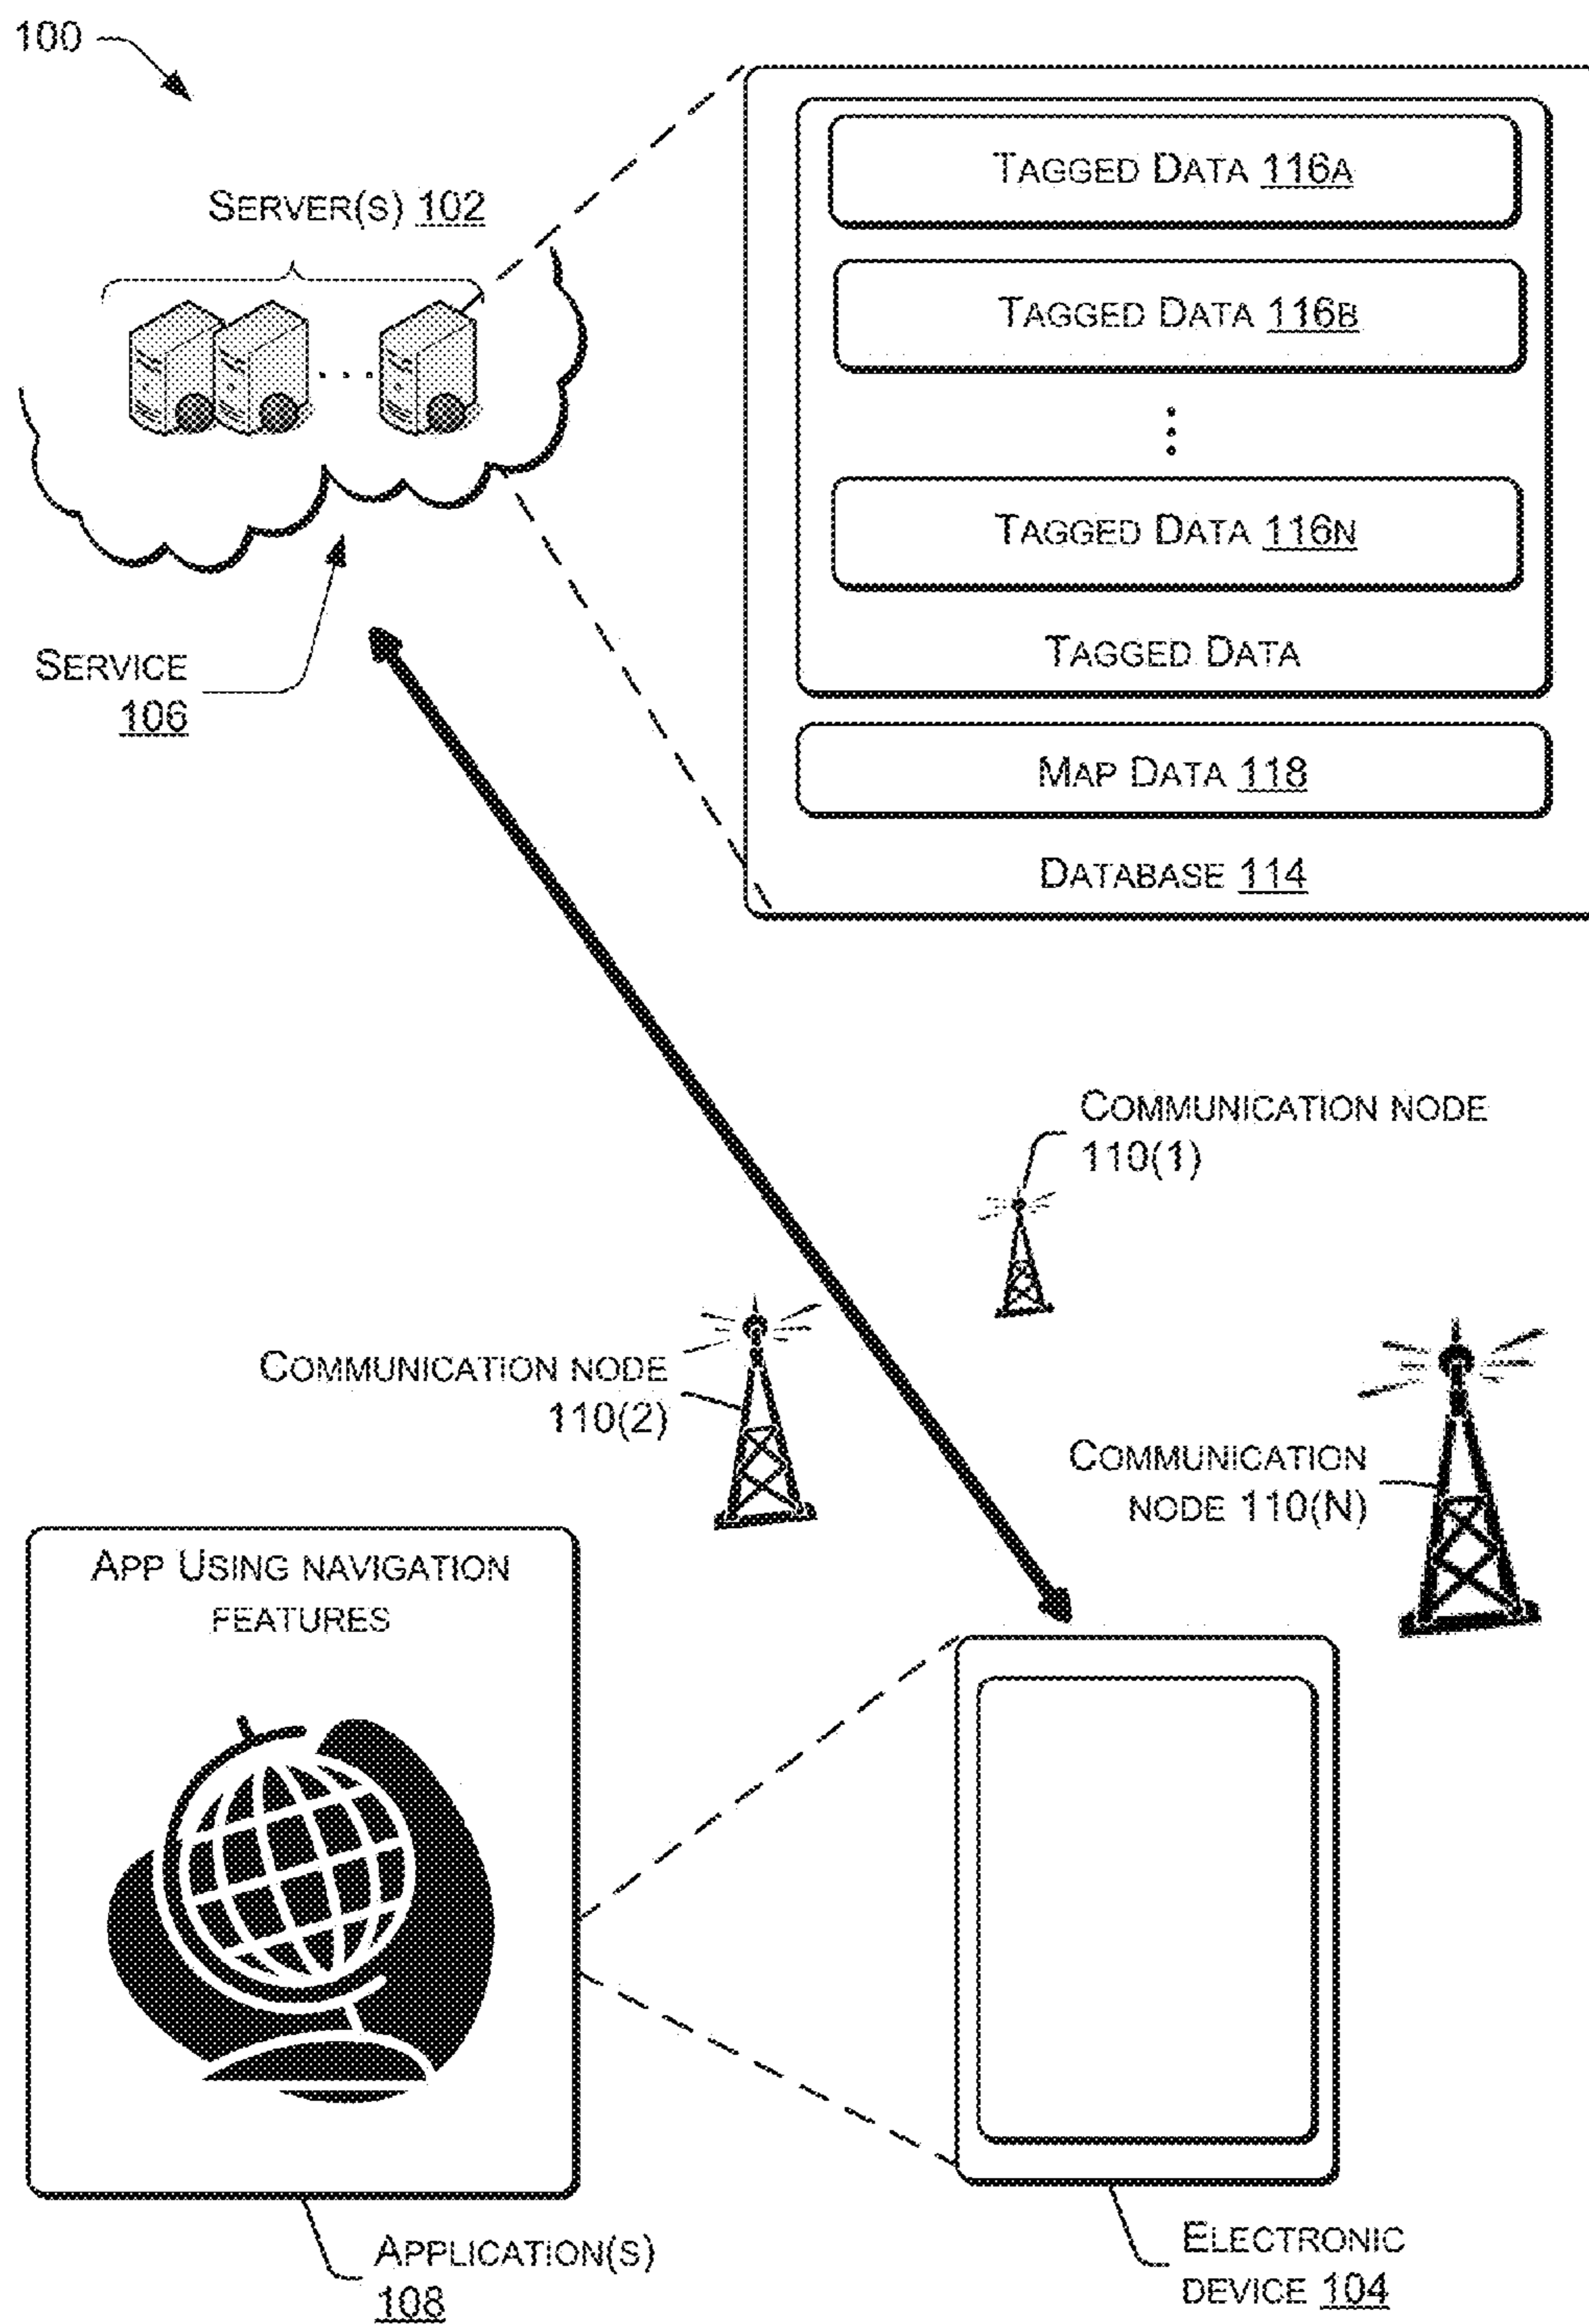 100
SERVER(S) 102
TAGGED DATA 116A
TAGGED DATA 116B
TAGGED DATA 116N
TAGGED DATA
SERVICE
106
MAP DATA 118
DATABASE 114
COMMUNICATION NODE
110(1)
COMMUNICATION NODE
110(2)
COMMUNICATION
NODE 110(N)
APP USING NAVIGATION
FEATURES
APPLICATION(S)
108
ELECTRONIC
DEVICE 104